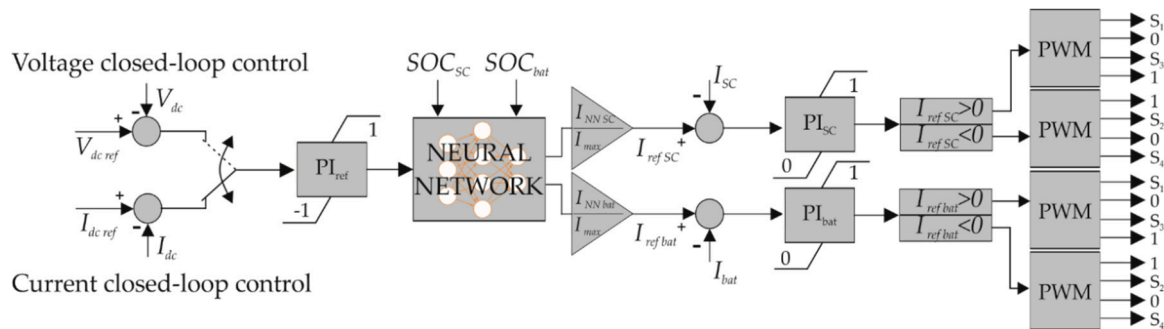 Voltage closed-loop control
V_dc
V_dc ref
I_dc ref
I_dc
Current closed-loop control
+
-
+
-
PI_ref
1
-1
SOC_SC
SOC_bat
NEURAL
NETWORK
I_NN SC
I_max
I_NN bat
I_max
I_ref SC
I_ref bat
I_SC
I_bat
-
+
+
-
PI_SC
1
0
PI_bat
1
0
I_ref SC>0
I_ref SC<0
I_ref bat>0
I_ref bat<0
PWM
S_1
0
S_3
1
PWM
1
S_2
0
S_4
PWM
S_1
0
S_3
1
PWM
1
S_2
0
S_4